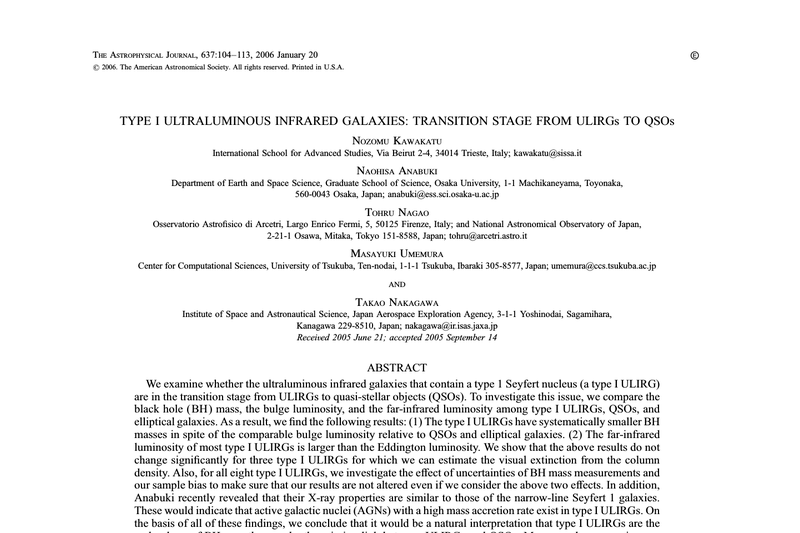 THE ASTROPHYSICAL JOURNAL, 637:104–113, 2006 January 20
© 2006. The American Astronomical Society. All rights reserved. Printed in U.S.A.
E
TYPE I ULTRALUMINOUS INFRARED GALAXIES: TRANSITION STAGE FROM ULIRGs TO QSOs
Nozomu Kawakatu
International School for Advanced Studies, Via Beirut 2-4, 34014 Trieste, Italy; kawakatu@sissa.it
Naohisa Anabuki
Department of Earth and Space Science, Graduate School of Science, Osaka University, 1-1 Machikaneyama, Toyonaka,
560-0043 Osaka, Japan; anabuki@ess.sci.osaka-u.ac.jp
Tohru Nagao
Osservatorio Astrofisico di Arcetri, Largo Enrico Fermi, 5, 50125 Firenze, Italy; and National Astronomical Observatory of Japan,
2-21-1 Osawa, Mitaka, Tokyo 151-8588, Japan; tohru@arcetri.astro.it
Masayuki Umemura
Center for Computational Sciences, University of Tsukuba, Ten-nodai, 1-1-1 Tsukuba, Ibaraki 305-8577, Japan; umemura@ccs.tsukuba.ac.jp
and
Takao Nakagawa
Institute of Space and Astronautical Science, Japan Aerospace Exploration Agency, 3-1-1 Yoshinodai, Sagamihara,
Kanagawa 229-8510, Japan; nakagawa@ir.isas.jaxa.jp
Received 2005 June 21; accepted 2005 September 14
ABSTRACT
We examine whether the ultraluminous infrared galaxies that contain a type 1 Seyfert nucleus (a type I ULIRG)
are in the transition stage from ULIRGs to quasi-stellar objects (QSOs). To investigate this issue, we compare the
black hole (BH) mass, the bulge luminosity, and the far-infrared luminosity among type I ULIRGs, QSOs, and
elliptical galaxies. As a result, we find the following results: (1) The type I ULIRGs have systematically smaller BH
masses in spite of the comparable bulge luminosity relative to QSOs and elliptical galaxies. (2) The far-infrared
luminosity of most type I ULIRGs is larger than the Eddington luminosity. We show that the above results do not
change significantly for three type I ULIRGs for which we can estimate the visual extinction from the column
density. Also, for all eight type I ULIRGs, we investigate the effect of uncertainties of BH mass measurements and
our sample bias to make sure that our results are not altered even if we consider the above two effects. In addition,
Anabuki recently revealed that their X-ray properties are similar to those of the narrow-line Seyfert 1 galaxies.
These would indicate that active galactic nuclei (AGNs) with a high mass accretion rate exist in type I ULIRGs. On
the basis of all of these findings, we conclude that it would be a natural interpretation that type I ULIRGs are the